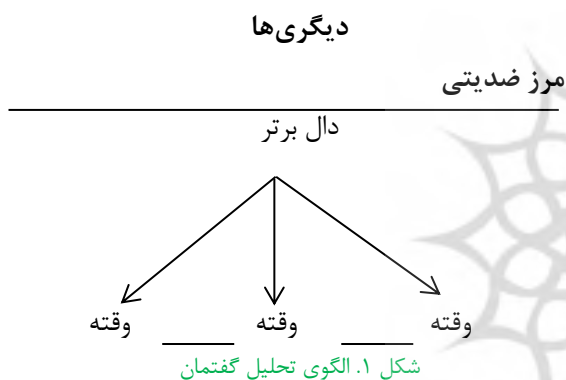 دیگری‌ها
مرز ضدیتی
دال برتر
وقته وقته وقته
شکل ۱. الگوی تحلیل گفتمان